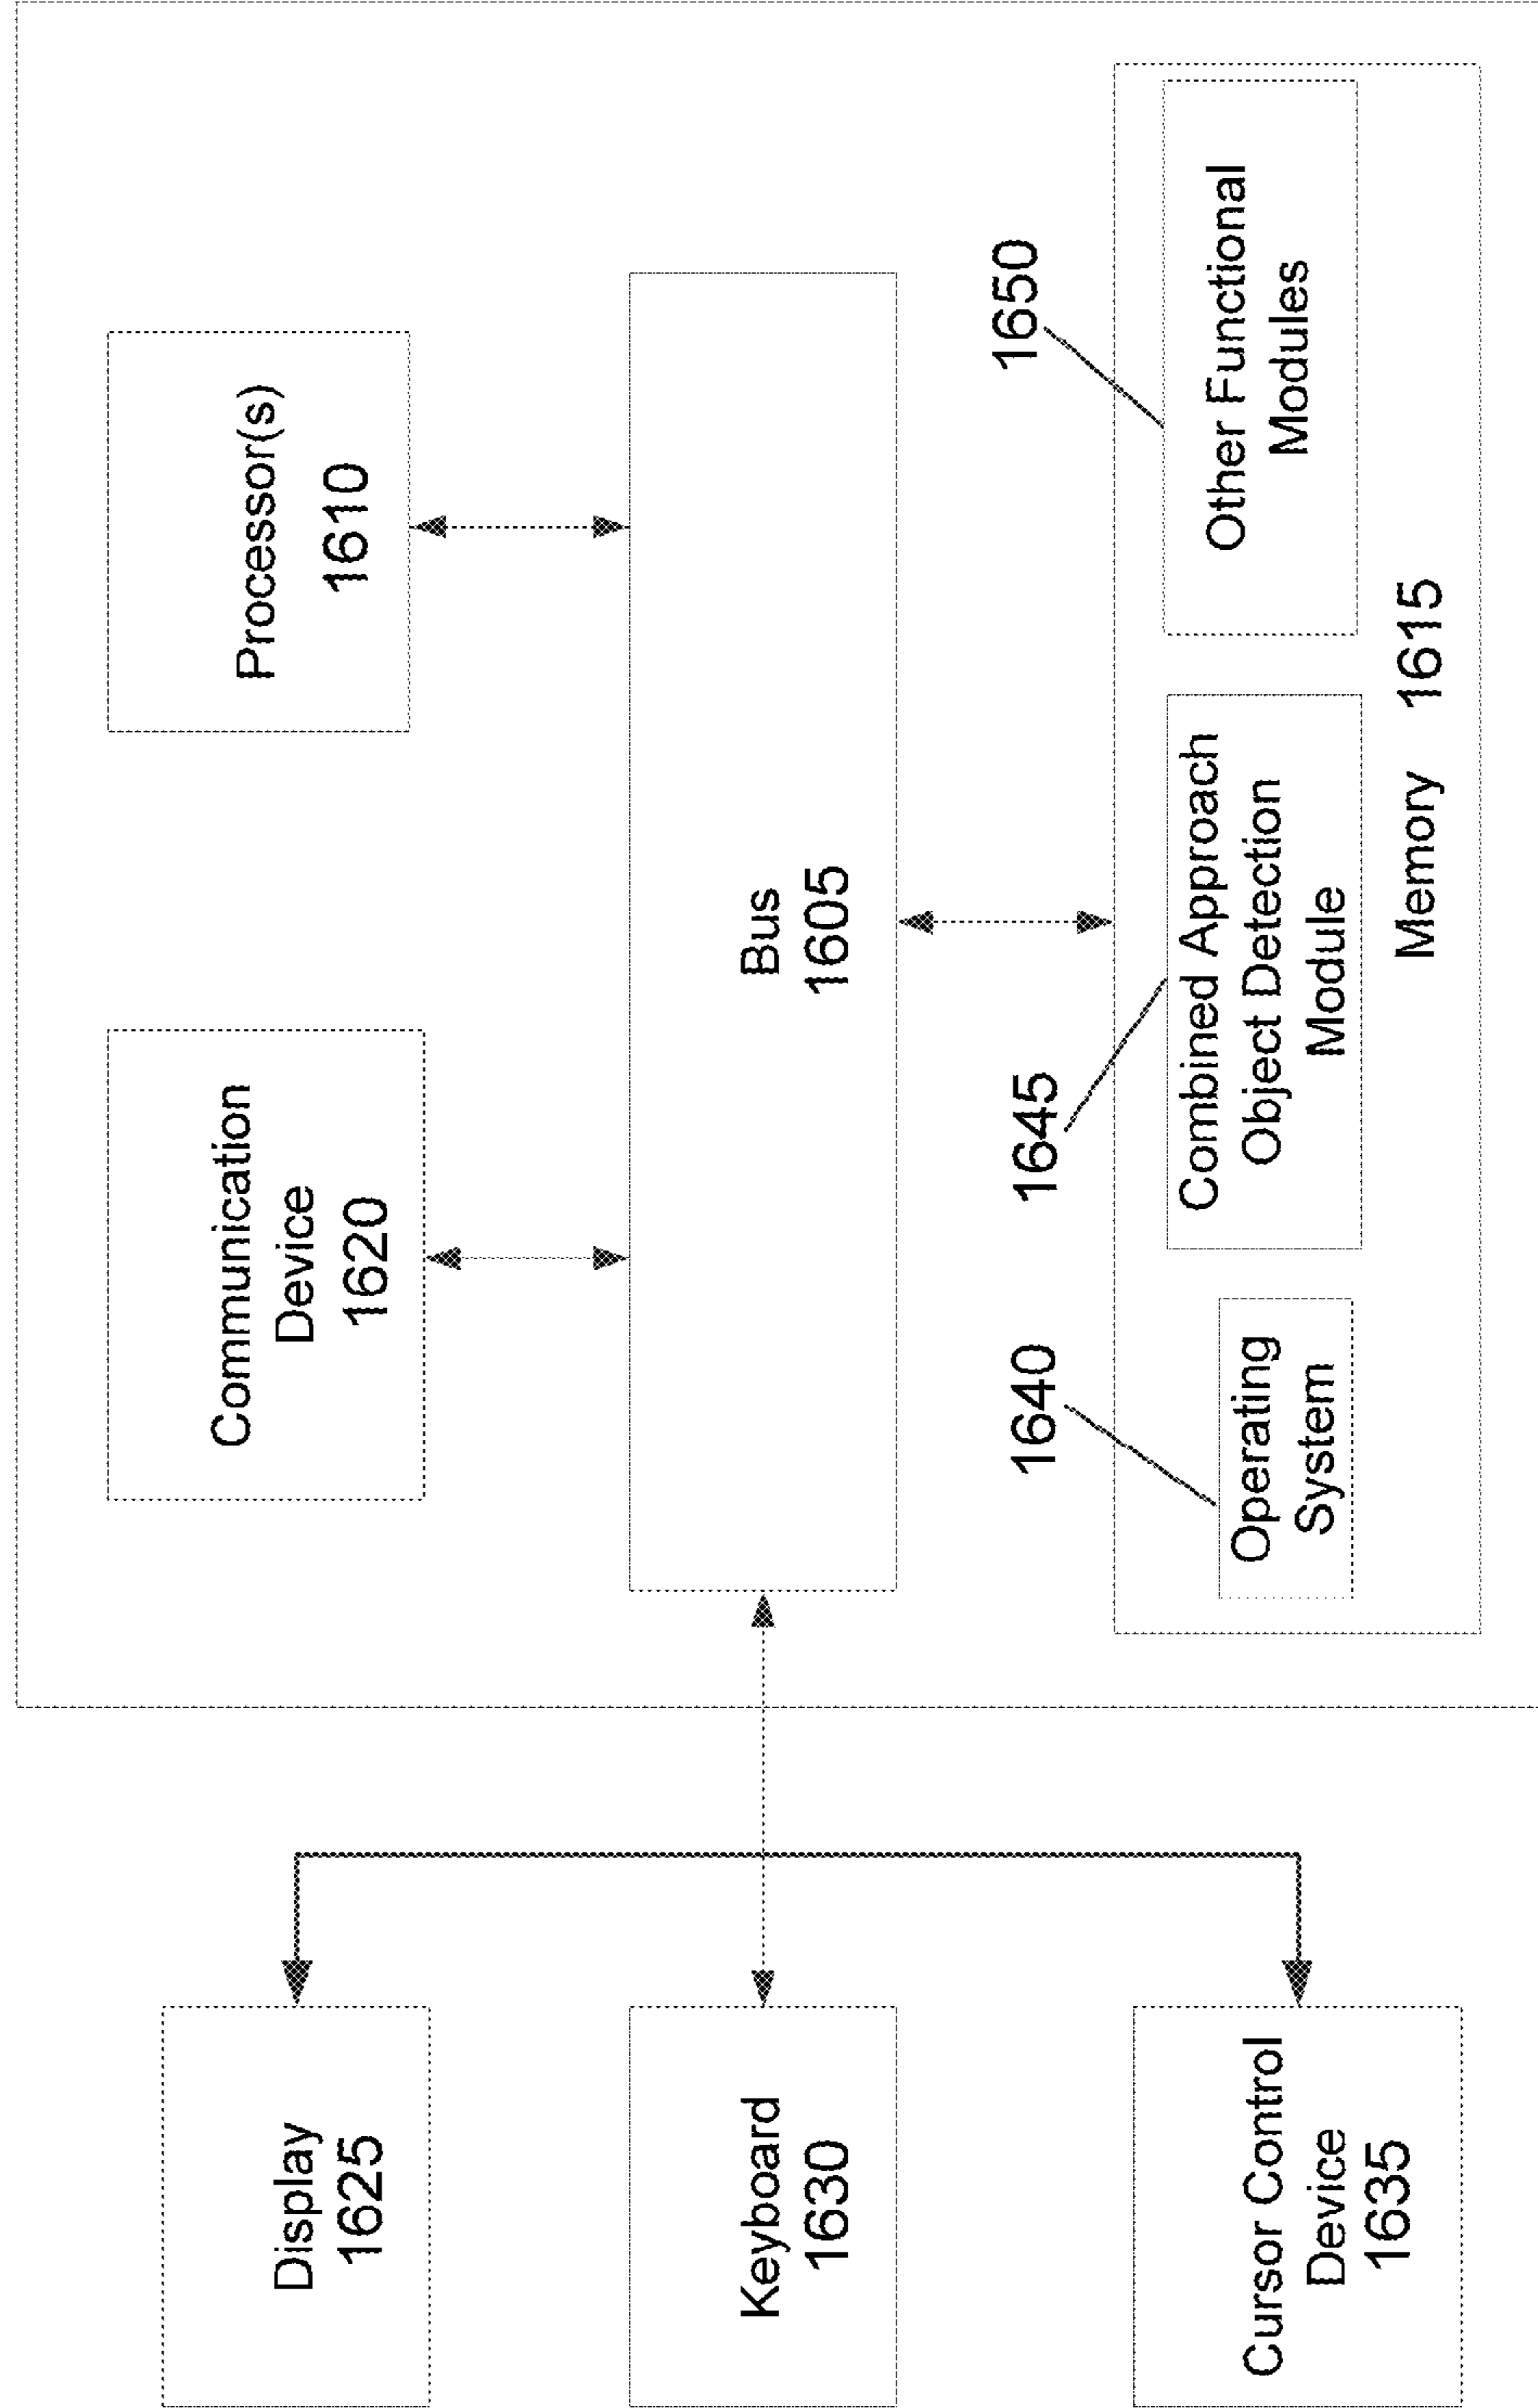 Display
1625
Keyboard
1630
Cursor Control
Device
1635
Communication
Device
1620
Processor(s)
1610
Bus
1605
1640
1645
1650
Operating
System
Combined Approach
Object Detection
Module
Other Functional
Modules
Memory 1615